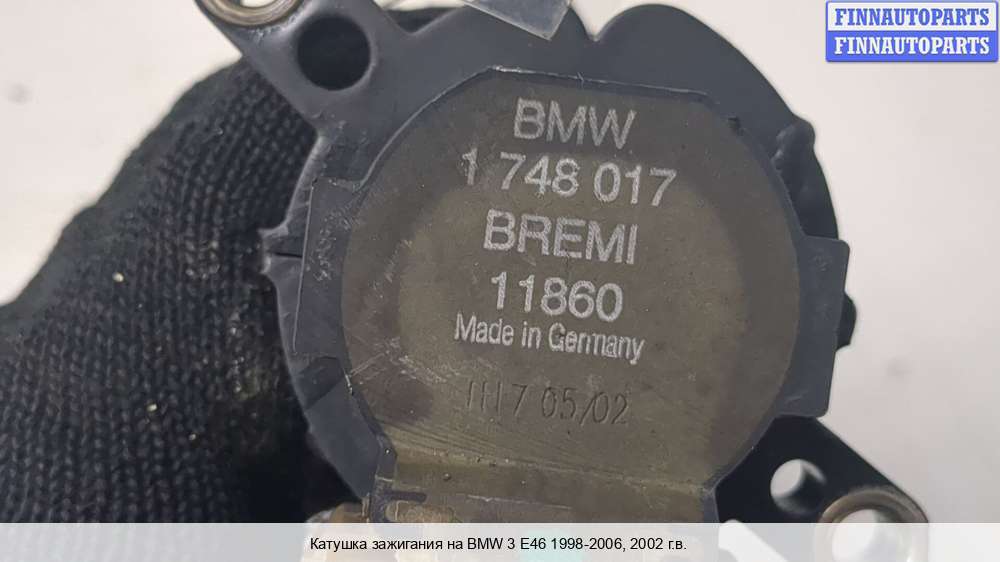 FINNAUTOPARTS
FINNAUTOPARTS
BMW
1 748 017
BREMI
11860
Made in Germany
1H7 05/02
Катушка зажигания на BMW 3 E46 1998-2006, 2002 г.в.